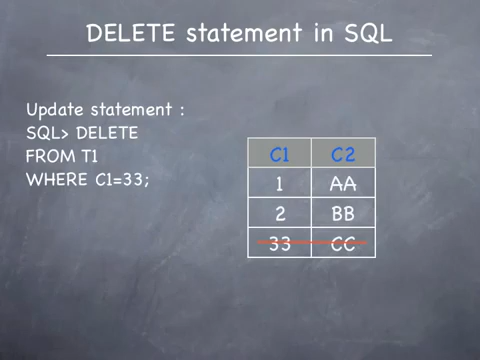 DELETE statement in SQL
Update statement :
SQL> DELETE
FROM T1
WHERE C1=33;
C1 C2
1 AA
2 BB
33 CC